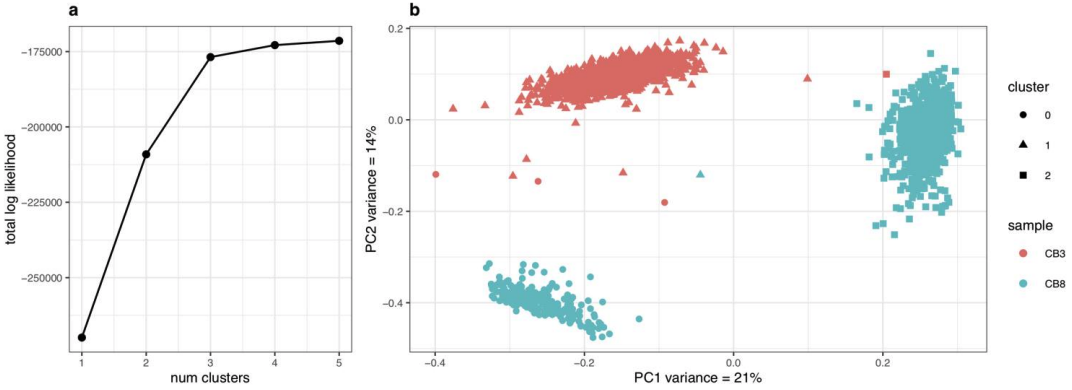 a
total log likelihood
−175000
−200000
−225000
−250000
1 2 3 4 5
num clusters
b
PC2 variance = 14%
0.2
0.0
−0.2
−0.4
−0.4 −0.2 0.0 0.2
PC1 variance = 21%
cluster
0
1
2
sample
CB3
CB8